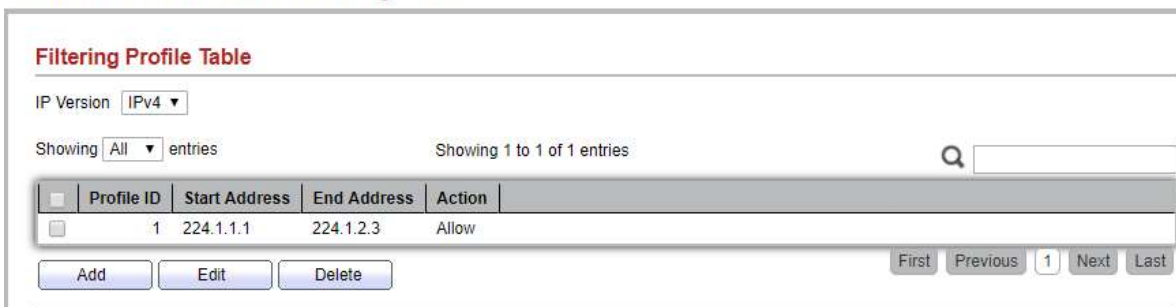 Filtering Profile Table
IP Version IPv4
Showing All entries Showing 1 to 1 of 1 entries
Profile ID Start Address End Address Action
1 224.1.1.1 224.1.2.3 Allow
Add Edit Delete First Previous 1 Next Last